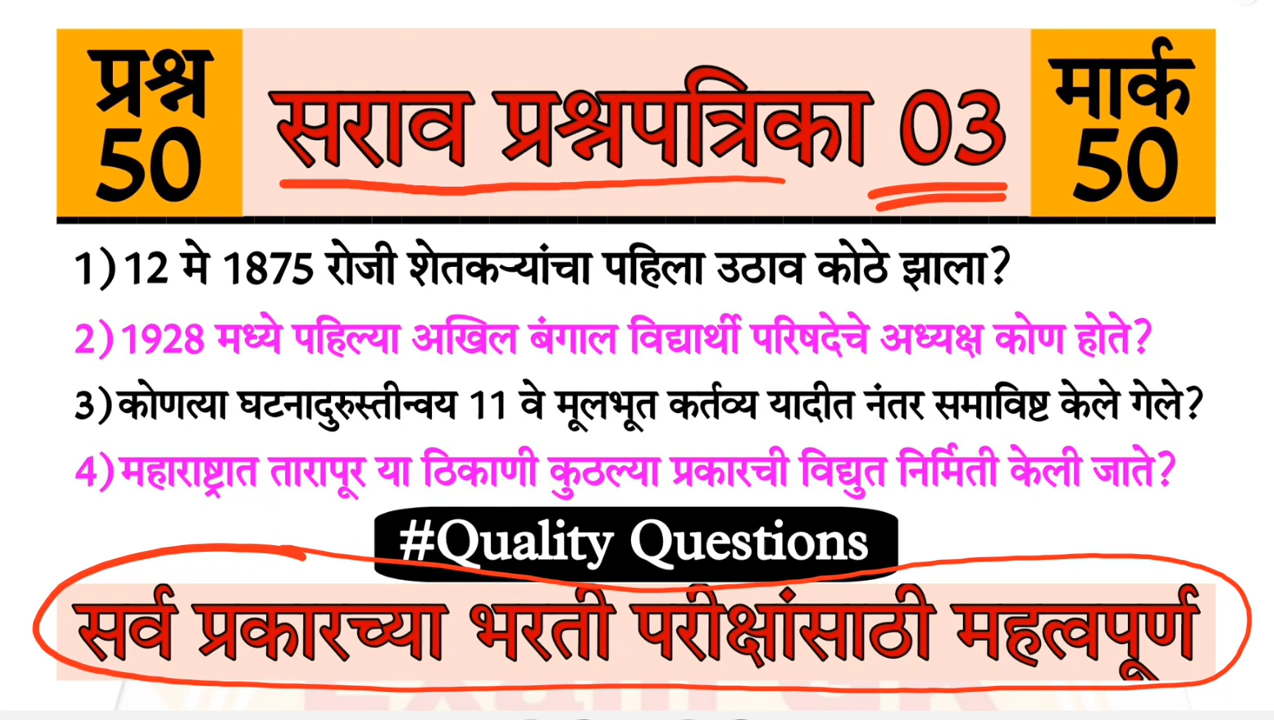 प्रश्न 50
सराव प्रश्नपत्रिका 03
मार्क 50
1) 12 मे 1875 रोजी शेतकऱ्यांचा पहिला उठाव कोठे झाला?
2) 1928 मध्ये पहिल्या अखिल बंगाल विद्यार्थी परिषदेचे अध्यक्ष कोण होते?
3) कोणत्या घटनादुरुस्तीन्वय 11 वे मूलभूत कर्तव्य यादीत नंतर समाविष्ट केले गेले?
4) महाराष्ट्रात तारापूर या ठिकाणी कुठल्या प्रकारची विद्युत निर्मिती केली जाते?
#Quality Questions
सर्व प्रकारच्या भरती परीक्षांसाठी महत्वपूर्ण